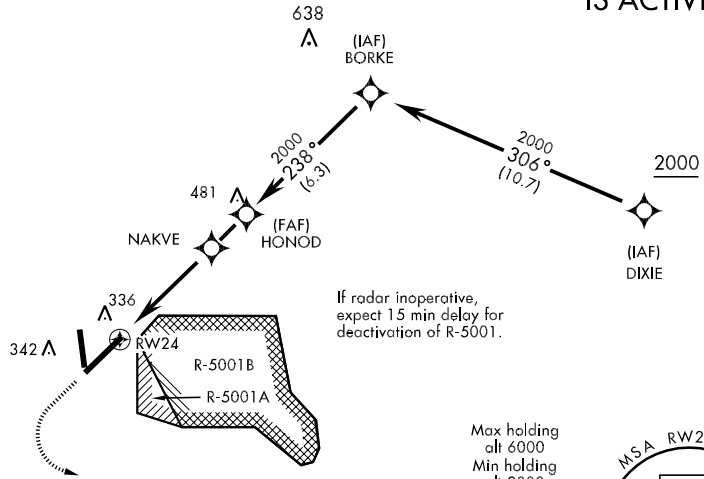 638
(IAF)
BORKE
2000
238°
(6.3)
2000
306°
(10.7)
2000
481
(FAF)
HONOD
NAKVE
(IAF)
DIXIE
336
342
RW24
If radar inoperative,
expect 15 min delay for
deactivation of R-5001.
R-5001B
R-5001A
Max holding
alt 6000
Min holding
MSA RW2